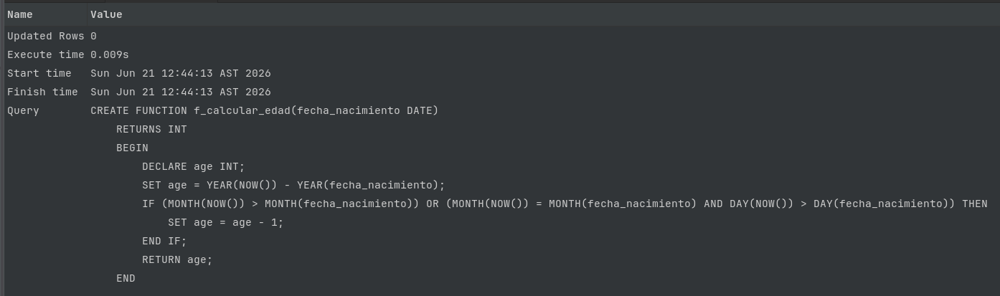 Name Value
Updated Rows 0
Execute time 0.009s
Start time Sun Jun 21 12:44:13 AST 2026
Finish time Sun Jun 21 12:44:13 AST 2026
Query CREATE FUNCTION f_calcular_edad(fecha_nacimiento DATE)
RETURNS INT
BEGIN
DECLARE age INT;
SET age = YEAR(NOW()) - YEAR(fecha_nacimiento);
IF (MONTH(NOW()) > MONTH(fecha_nacimiento)) OR (MONTH(NOW()) = MONTH(fecha_nacimiento) AND DAY(NOW()) > DAY(fecha_nacimiento)) THEN
SET age = age - 1;
END IF;
RETURN age;
END